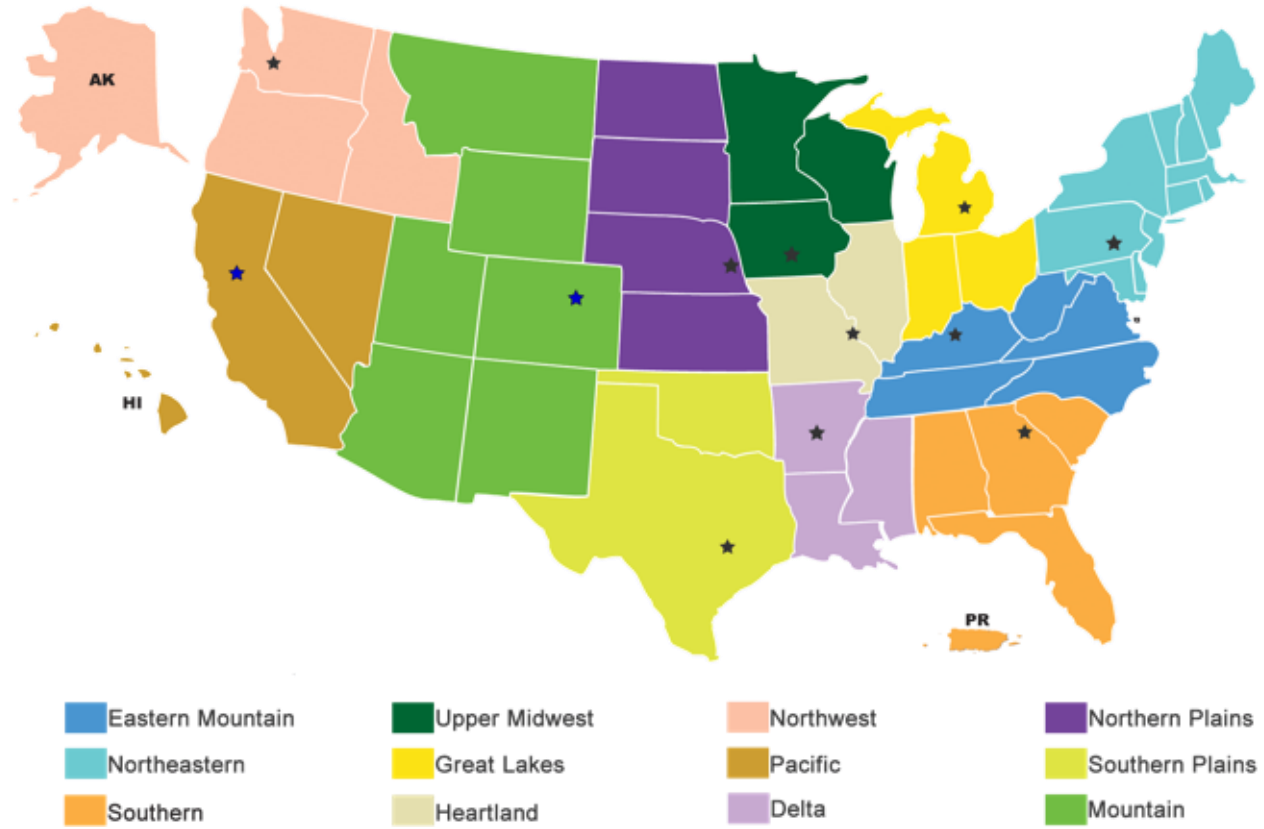 AK
HI
PR
Eastern Mountain
Upper Midwest
Northwest
Northern Plains
Northeastern
Great Lakes
Pacific
Southern Plains
Southern
Heartland
Delta
Mountain